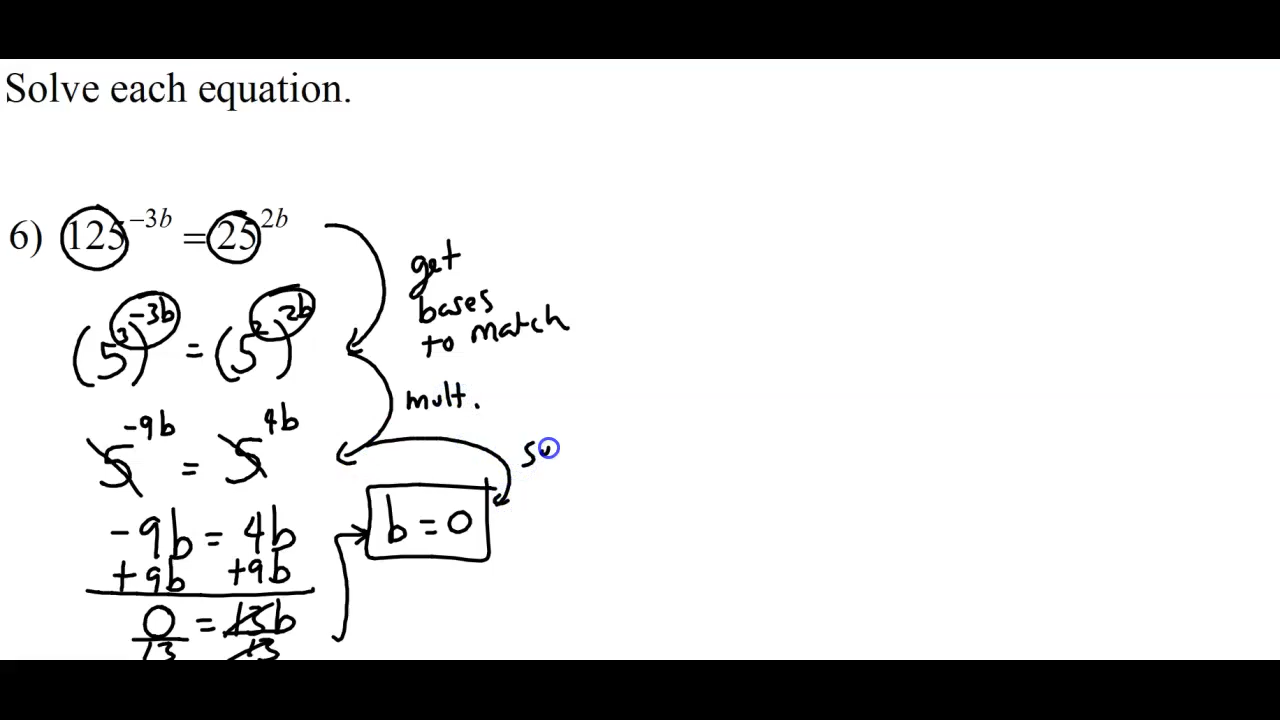 Solve each equation.
6) 125^{-3b} = 25^{2b}
(5^3)^{-3b} = (5^2)^{2b}
get
bases
to match
mult.
5^{-9b} = 5^{4b}
-9b = 4b
+9b +9b
0 = 13b
13 13
b = 0